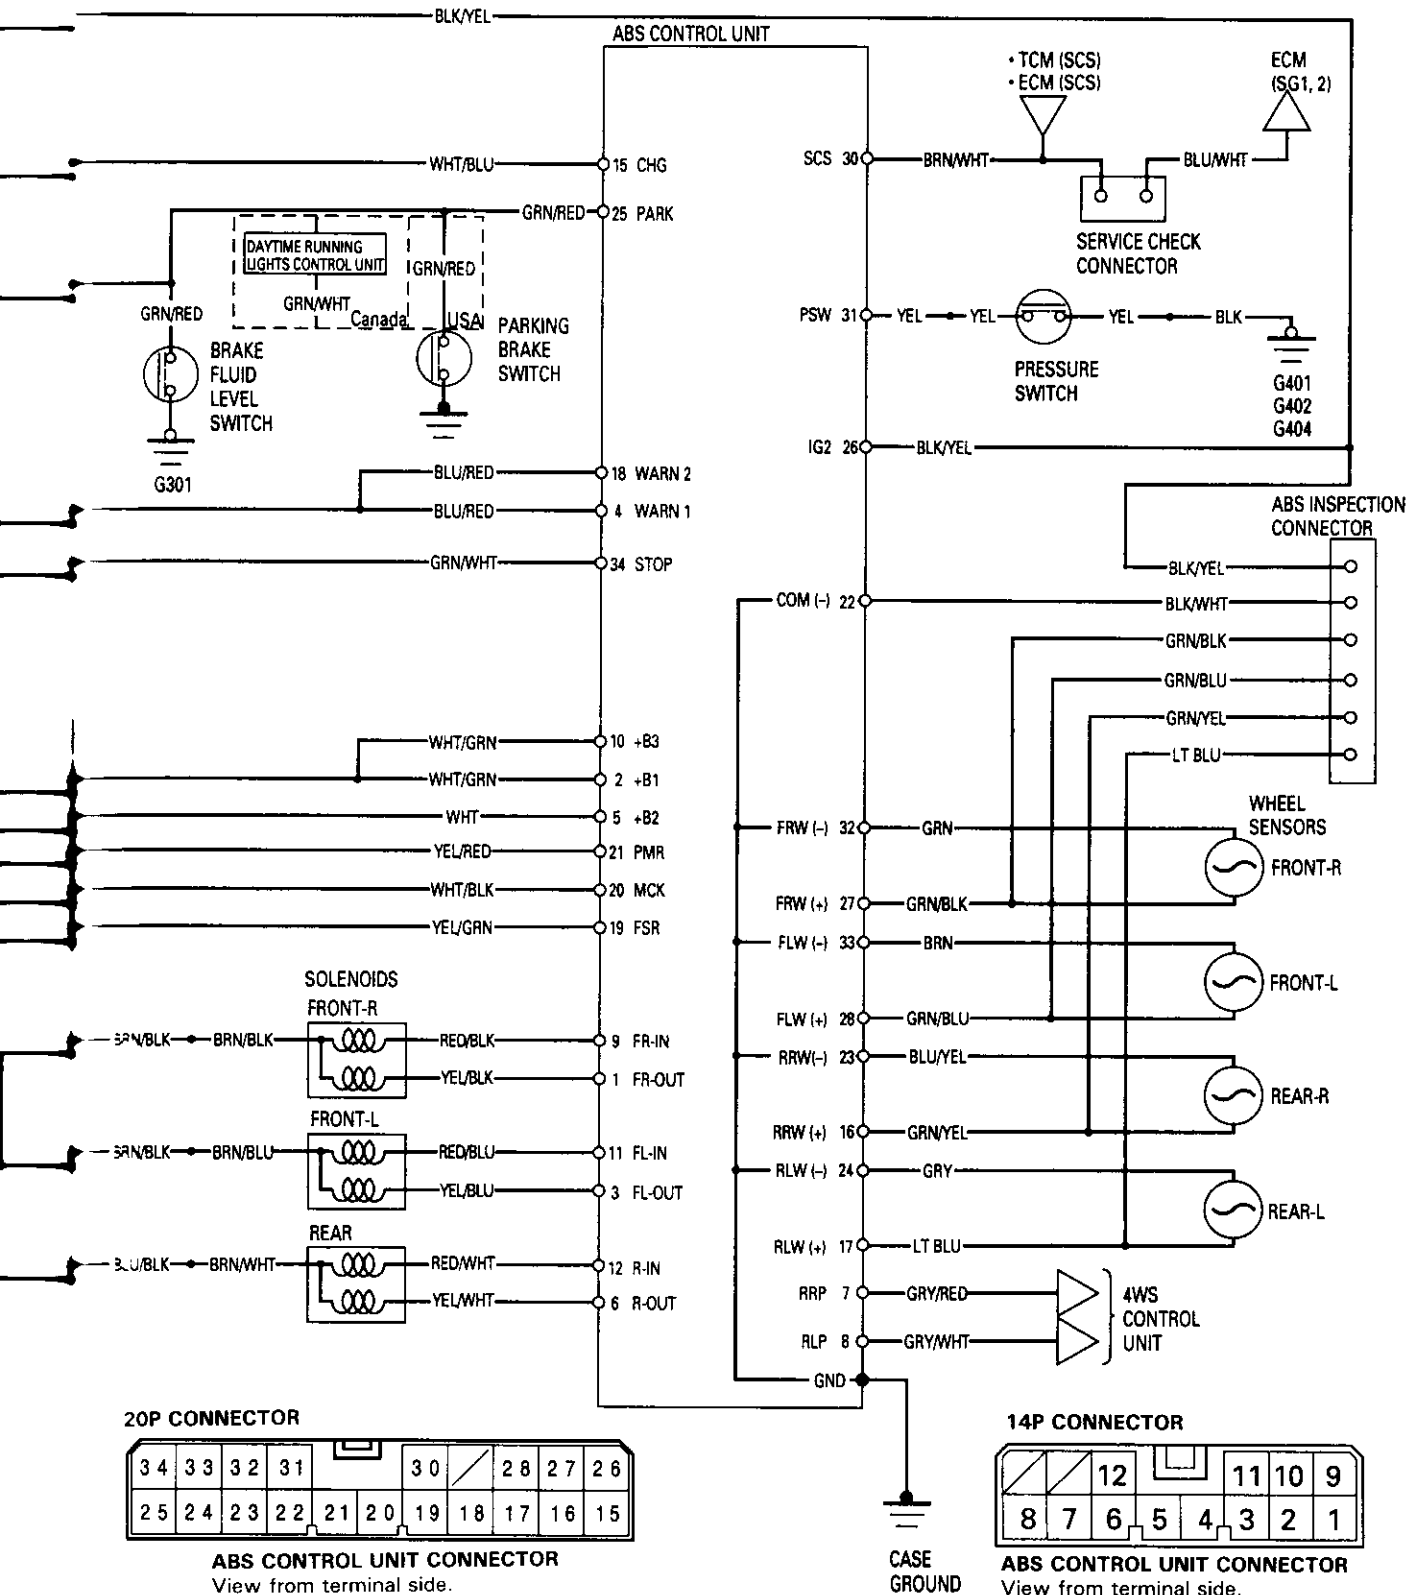 BLK/YEL
ABS CONTROL UNIT
• TCM (SCS)
• ECM (SCS)
ECM
(SG1, 2)
WHT/BLU
15 CHG
SCS 30
BRN/WHT
BLU/WHT
GRN/RED
25 PARK
DAYTIME RUNNING
LIGHTS CONTROL UNIT
GRN/WHT
Canada
GRN/RED
USA
SERVICE CHECK
CONNECTOR
GRN/RED
BRAKE
FLUID
LEVEL
SWITCH
G301
PARKING
BRAKE
SWITCH
PSW 31
YEL
YEL
YEL
BLK
PRESSURE
SWITCH
G401
G402
G404
IG2 26
BLK/YEL
BLU/RED
18 WARN 2
BLU/RED
4 WARN 1
GRN/WHT
34 STOP
ABS INSPECTION
CONNECTOR
BLK/YEL
COM (–) 22
BLK/WHT
GRN/BLK
GRN/BLU
GRN/YEL
LT BLU
WHT/GRN
10 +B3
WHT/GRN
2 +B1
WHT
5 +B2
YEL/RED
21 PMR
WHT/BLK
20 MCK
YEL/GRN
19 FSR
WHEEL
SENSORS
FRW (–) 32
GRN
FRONT-R
FRW (+) 27
GRN/BLK
FLW (–) 33
BRN
FRONT-L
FLW (+) 28
GRN/BLU
RRW(–) 23
BLU/YEL
REAR-R
RRW (+) 16
GRN/YEL
RLW (–) 24
GRY
REAR-L
RLW (+) 17
LT BLU
RRP 7
GRY/RED
RLP 8
GRY/WHT
4WS
CONTROL
UNIT
GND
SOLENOIDS
FRONT-R
BRN/BLK
BRN/BLK
RED/BLK
9 FR-IN
YEL/BLK
1 FR-OUT
FRONT-L
BRN/BLK
BRN/BLU
RED/BLU
11 FL-IN
YEL/BLU
3 FL-OUT
REAR
BLU/BLK
BRN/WHT
RED/WHT
12 R-IN
YEL/WHT
6 R-OUT
20P CONNECTOR
34 33 32 31 30 28 27 26
25 24 23 22 21 20 19 18 17 16 15
ABS CONTROL UNIT CONNECTOR
View from terminal side.
CASE
GROUND
14P CONNECTOR
12 11 10 9
8 7 6 5 4 3 2 1
ABS CONTROL UNIT CONNECTOR
View from terminal side.